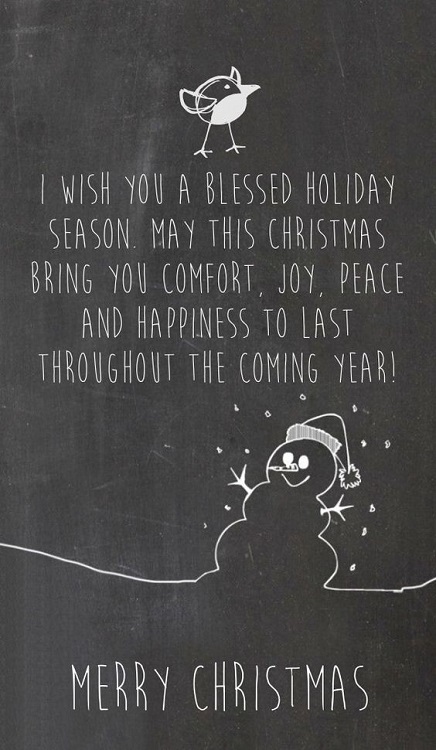 I WISH YOU A BLESSED HOLIDAY
SEASON. MAY THIS CHRISTMAS
BRING YOU COMFORT, JOY, PEACE
AND HAPPINESS TO LAST
THROUGHOUT THE COMING YEAR!
MERRY CHRISTMAS